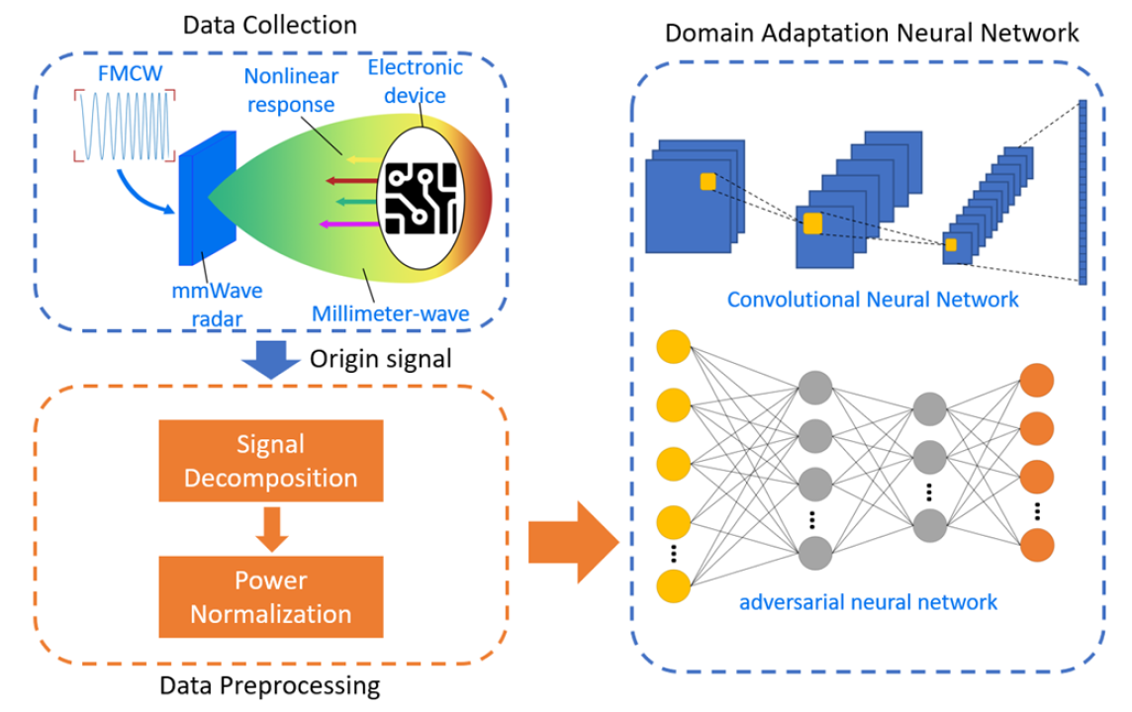 Data Collection
FMCW
Nonlinear
response
Electronic
device
mmWave
radar
Millimeter-wave
Origin signal
Signal
Decomposition
Power
Normalization
Data Preprocessing
Domain Adaptation Neural Network
Convolutional Neural Network
adversarial neural network